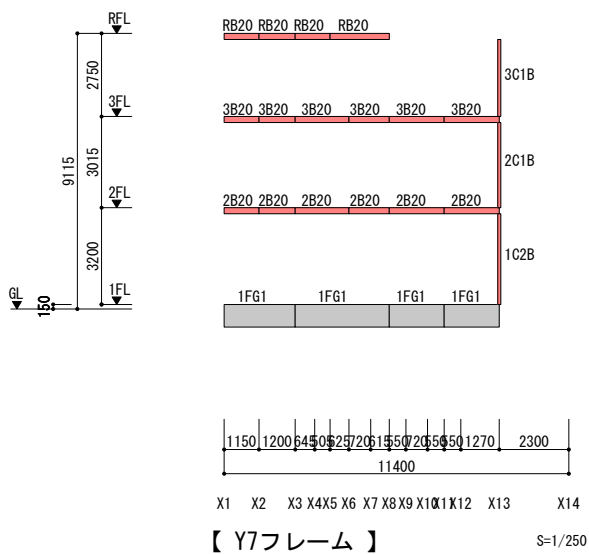 RFL
RB20 RB20 RB20 RB20
2750
3C1B
3FL
3B20 3B20 3B20 3B20 3B20 3B20
9115
3015
2C1B
2FL
2B20 2B20 2B20 2B20 2B20 2B20
3200
1C2B
GL
150
1FL
1FG1 1FG1 1FG1 1FG1
1150 1200 645 505 625 720 615 550 720 550 550 1270 2300
11400
X1 X2 X3 X4 X5 X6 X7 X8 X9 X10 X11 X12 X13 X14
【 Y7フレーム 】
S=1/250